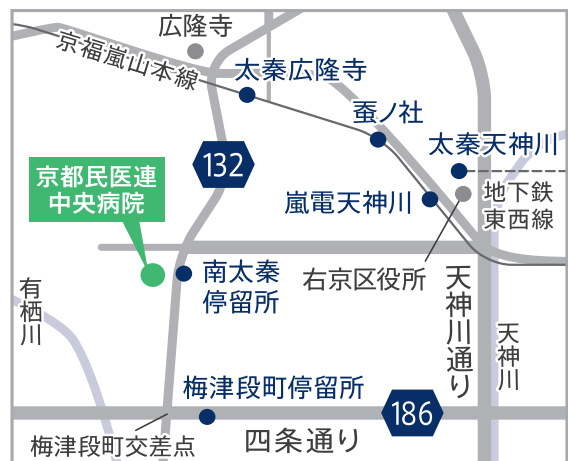 広隆寺
京福嵐山本線
太秦広隆寺
蚕ノ社
太秦天神川
132
京都民医連
中央病院
嵐電天神川
地下鉄
東西線
南太秦
停留所
右京区役所
有栖川
天神川通り
天神川
梅津段町停留所
186
梅津段町交差点
四条通り